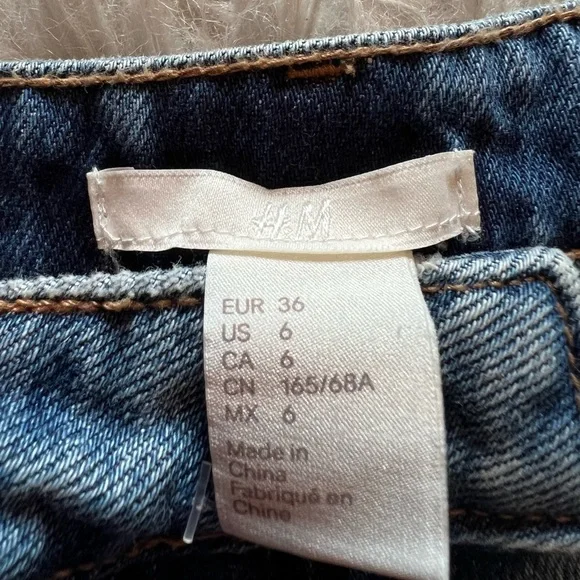 H&M
EUR 36
US 6
CA 6
CN 165/68A
MX 6
Made in
China
Fabriqué en
Chine